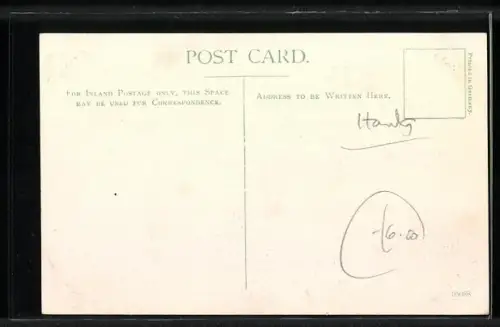 POST CARD.
FOR INLAND POSTAGE ONLY, THIS SPACE
MAY BE USED FOR CORRESPONDENCE.
ADDRESS TO BE WRITTEN HERE.
PRINTED IN GERMANY.
6.00